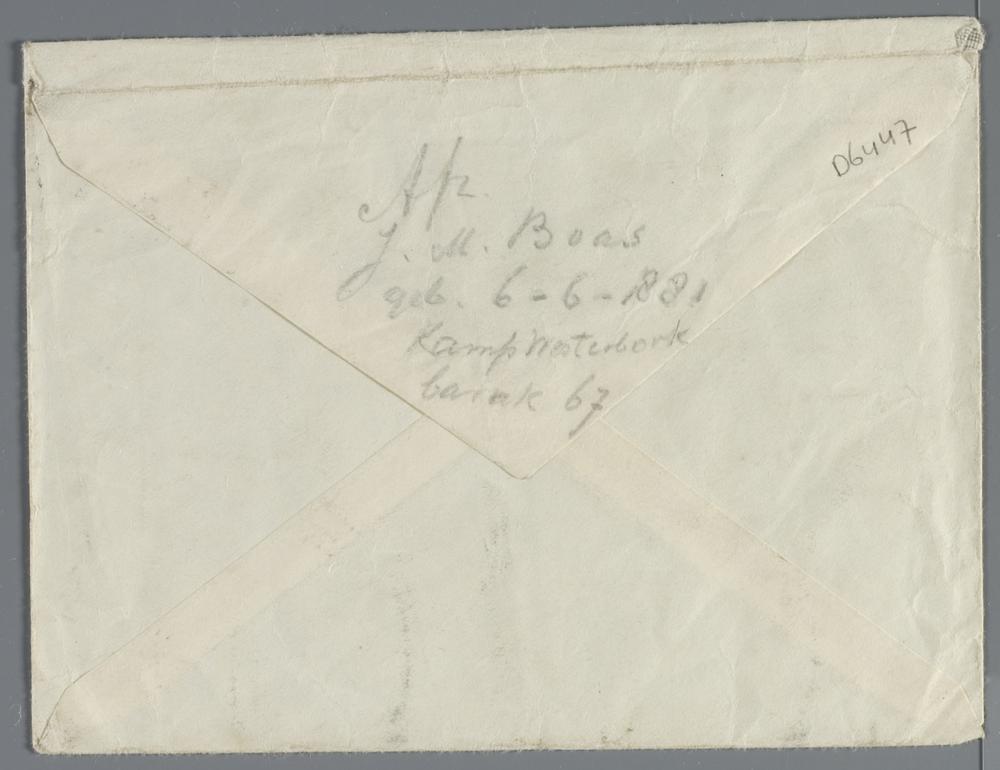 Afz.
J. M. Boas
geb. 6-6-1881
Kamp Westerbork
barak 67
D6447